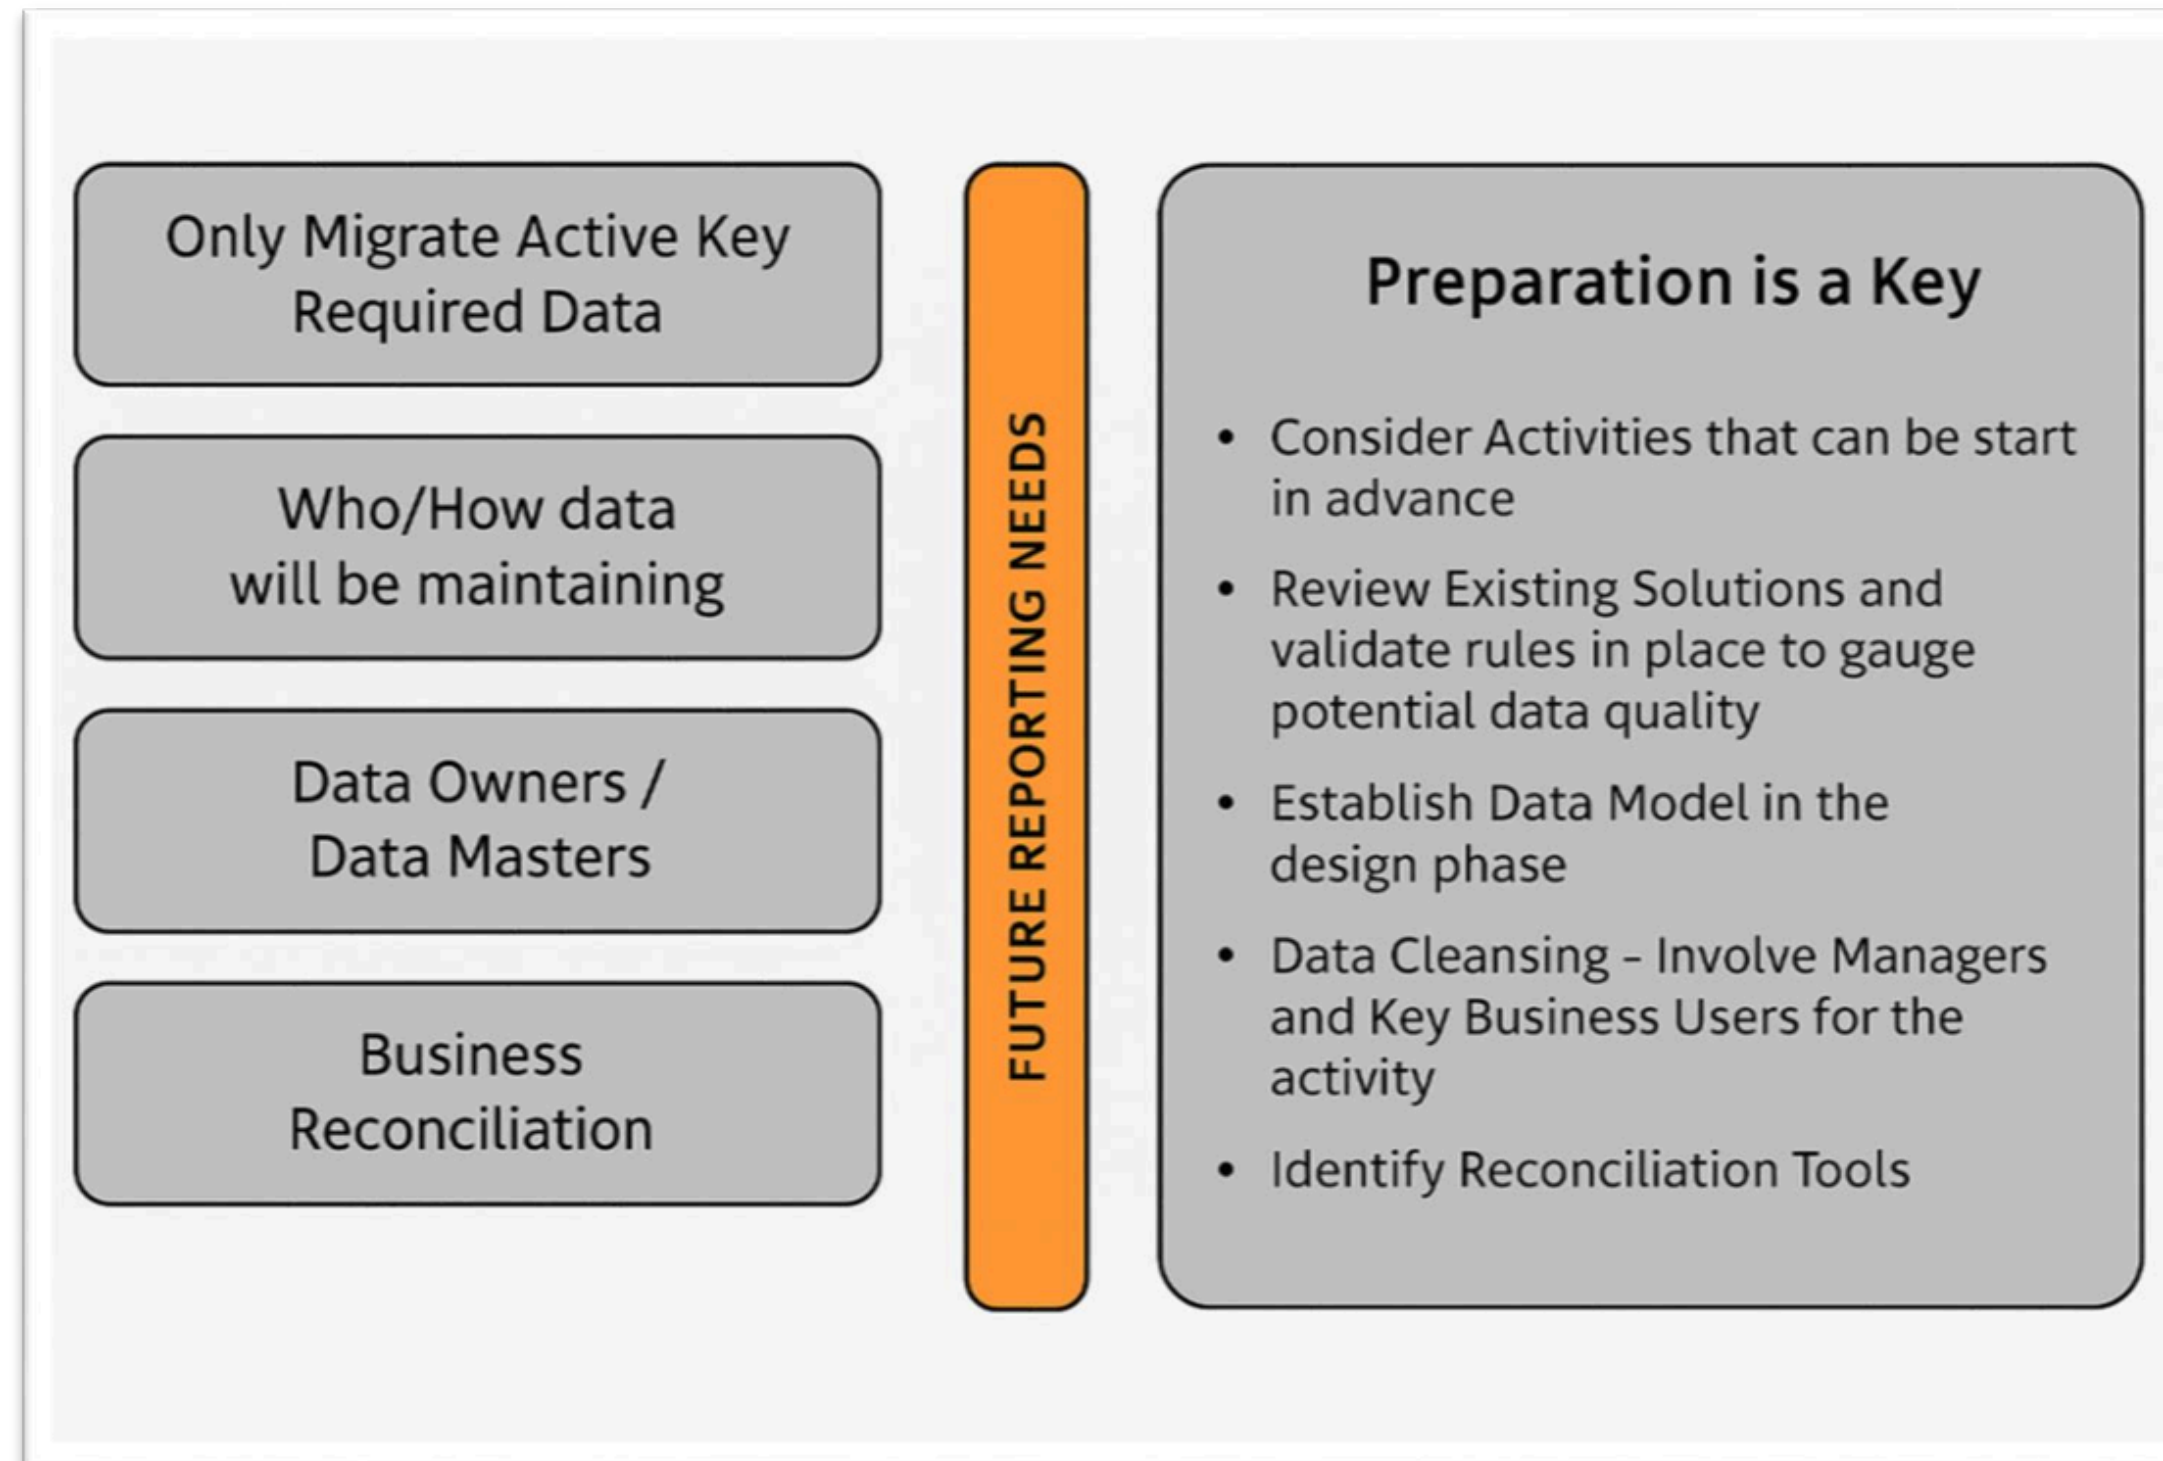 Only Migrate Active Key
Required Data
Who/How data
will be maintaining
Data Owners /
Data Masters
Business
Reconciliation
FUTURE REPORTING NEEDS
Preparation is a Key
• Consider Activities that can be start
in advance
• Review Existing Solutions and
validate rules in place to gauge
potential data quality
• Establish Data Model in the
design phase
• Data Cleansing – Involve Managers
and Key Business Users for the
activity
• Identify Reconciliation Tools